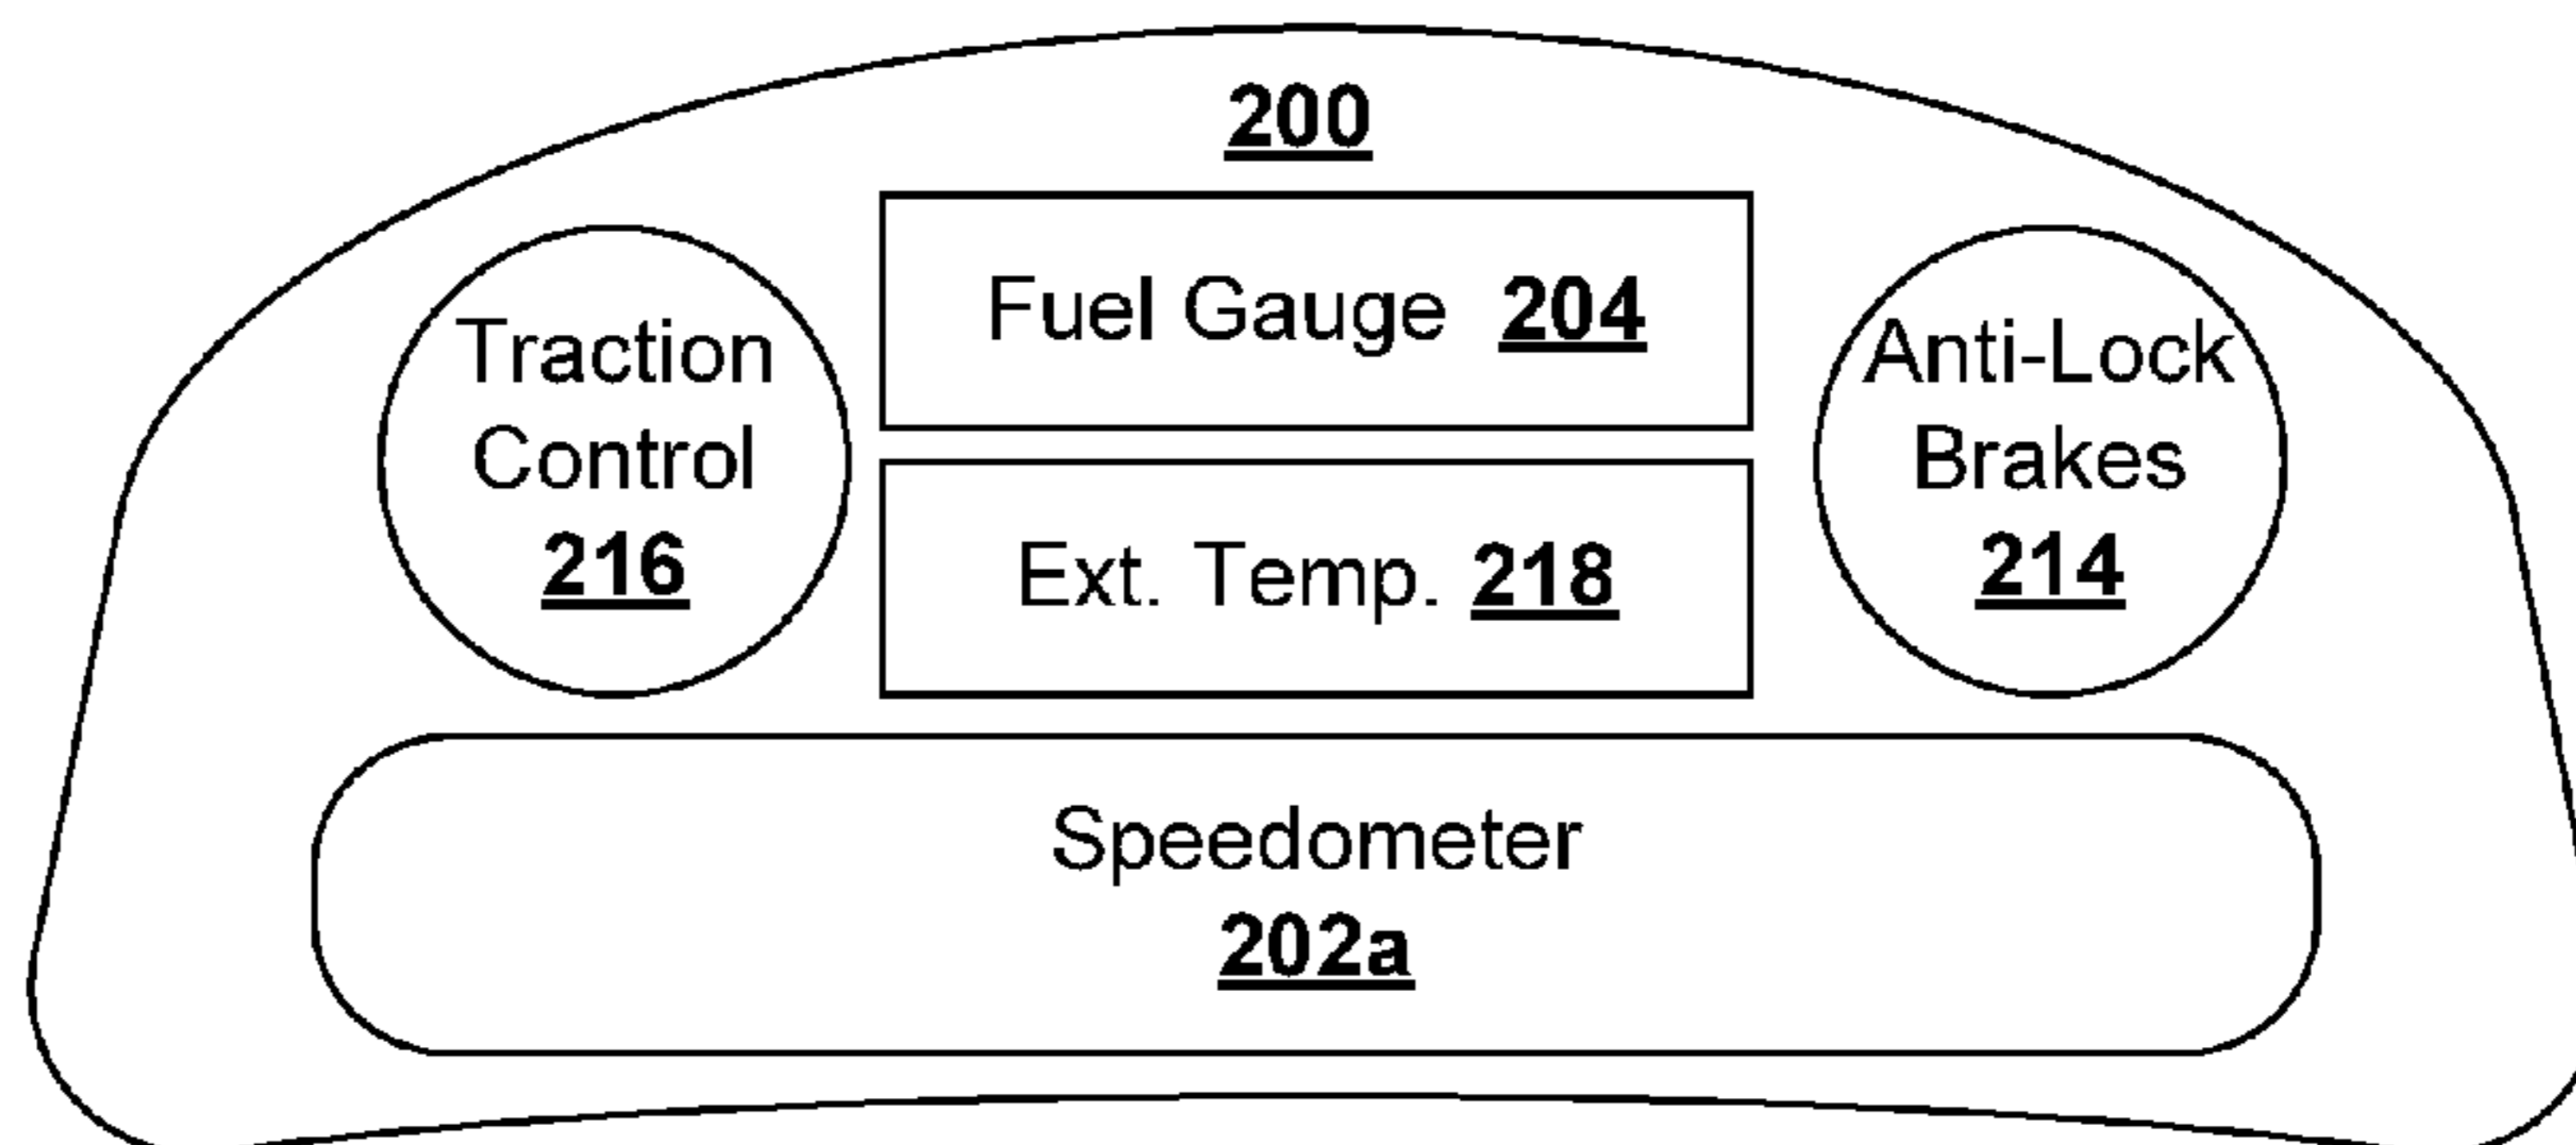 200
Fuel Gauge 204
Traction
Control
216
Ext. Temp. 218
Anti-Lock
Brakes
214
Speedometer
202a